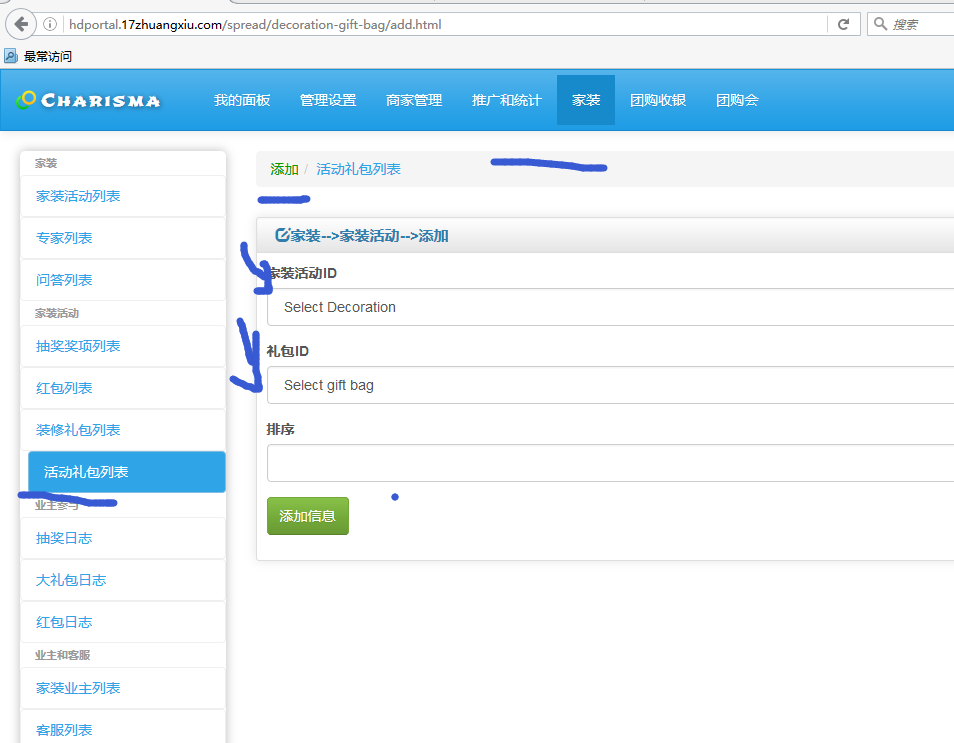 hdportal.17zhuangxiu.com/spread/decoration-gift-bag/add.html
搜索
最常访问
CHARISMA 我的面板 管理设置 商家管理 推广和统计 家装 团购收银 团购会
家装
家装活动列表
专家列表
问答列表
家装活动
抽奖奖项列表
红包列表
装修礼包列表
活动礼包列表
业主参与
抽奖日志
大礼包日志
红包日志
业主和客服
家装业主列表
客服列表
添加 / 活动礼包列表
家装-->家装活动-->添加
家装活动ID
Select Decoration
礼包ID
Select gift bag
排序
添加信息